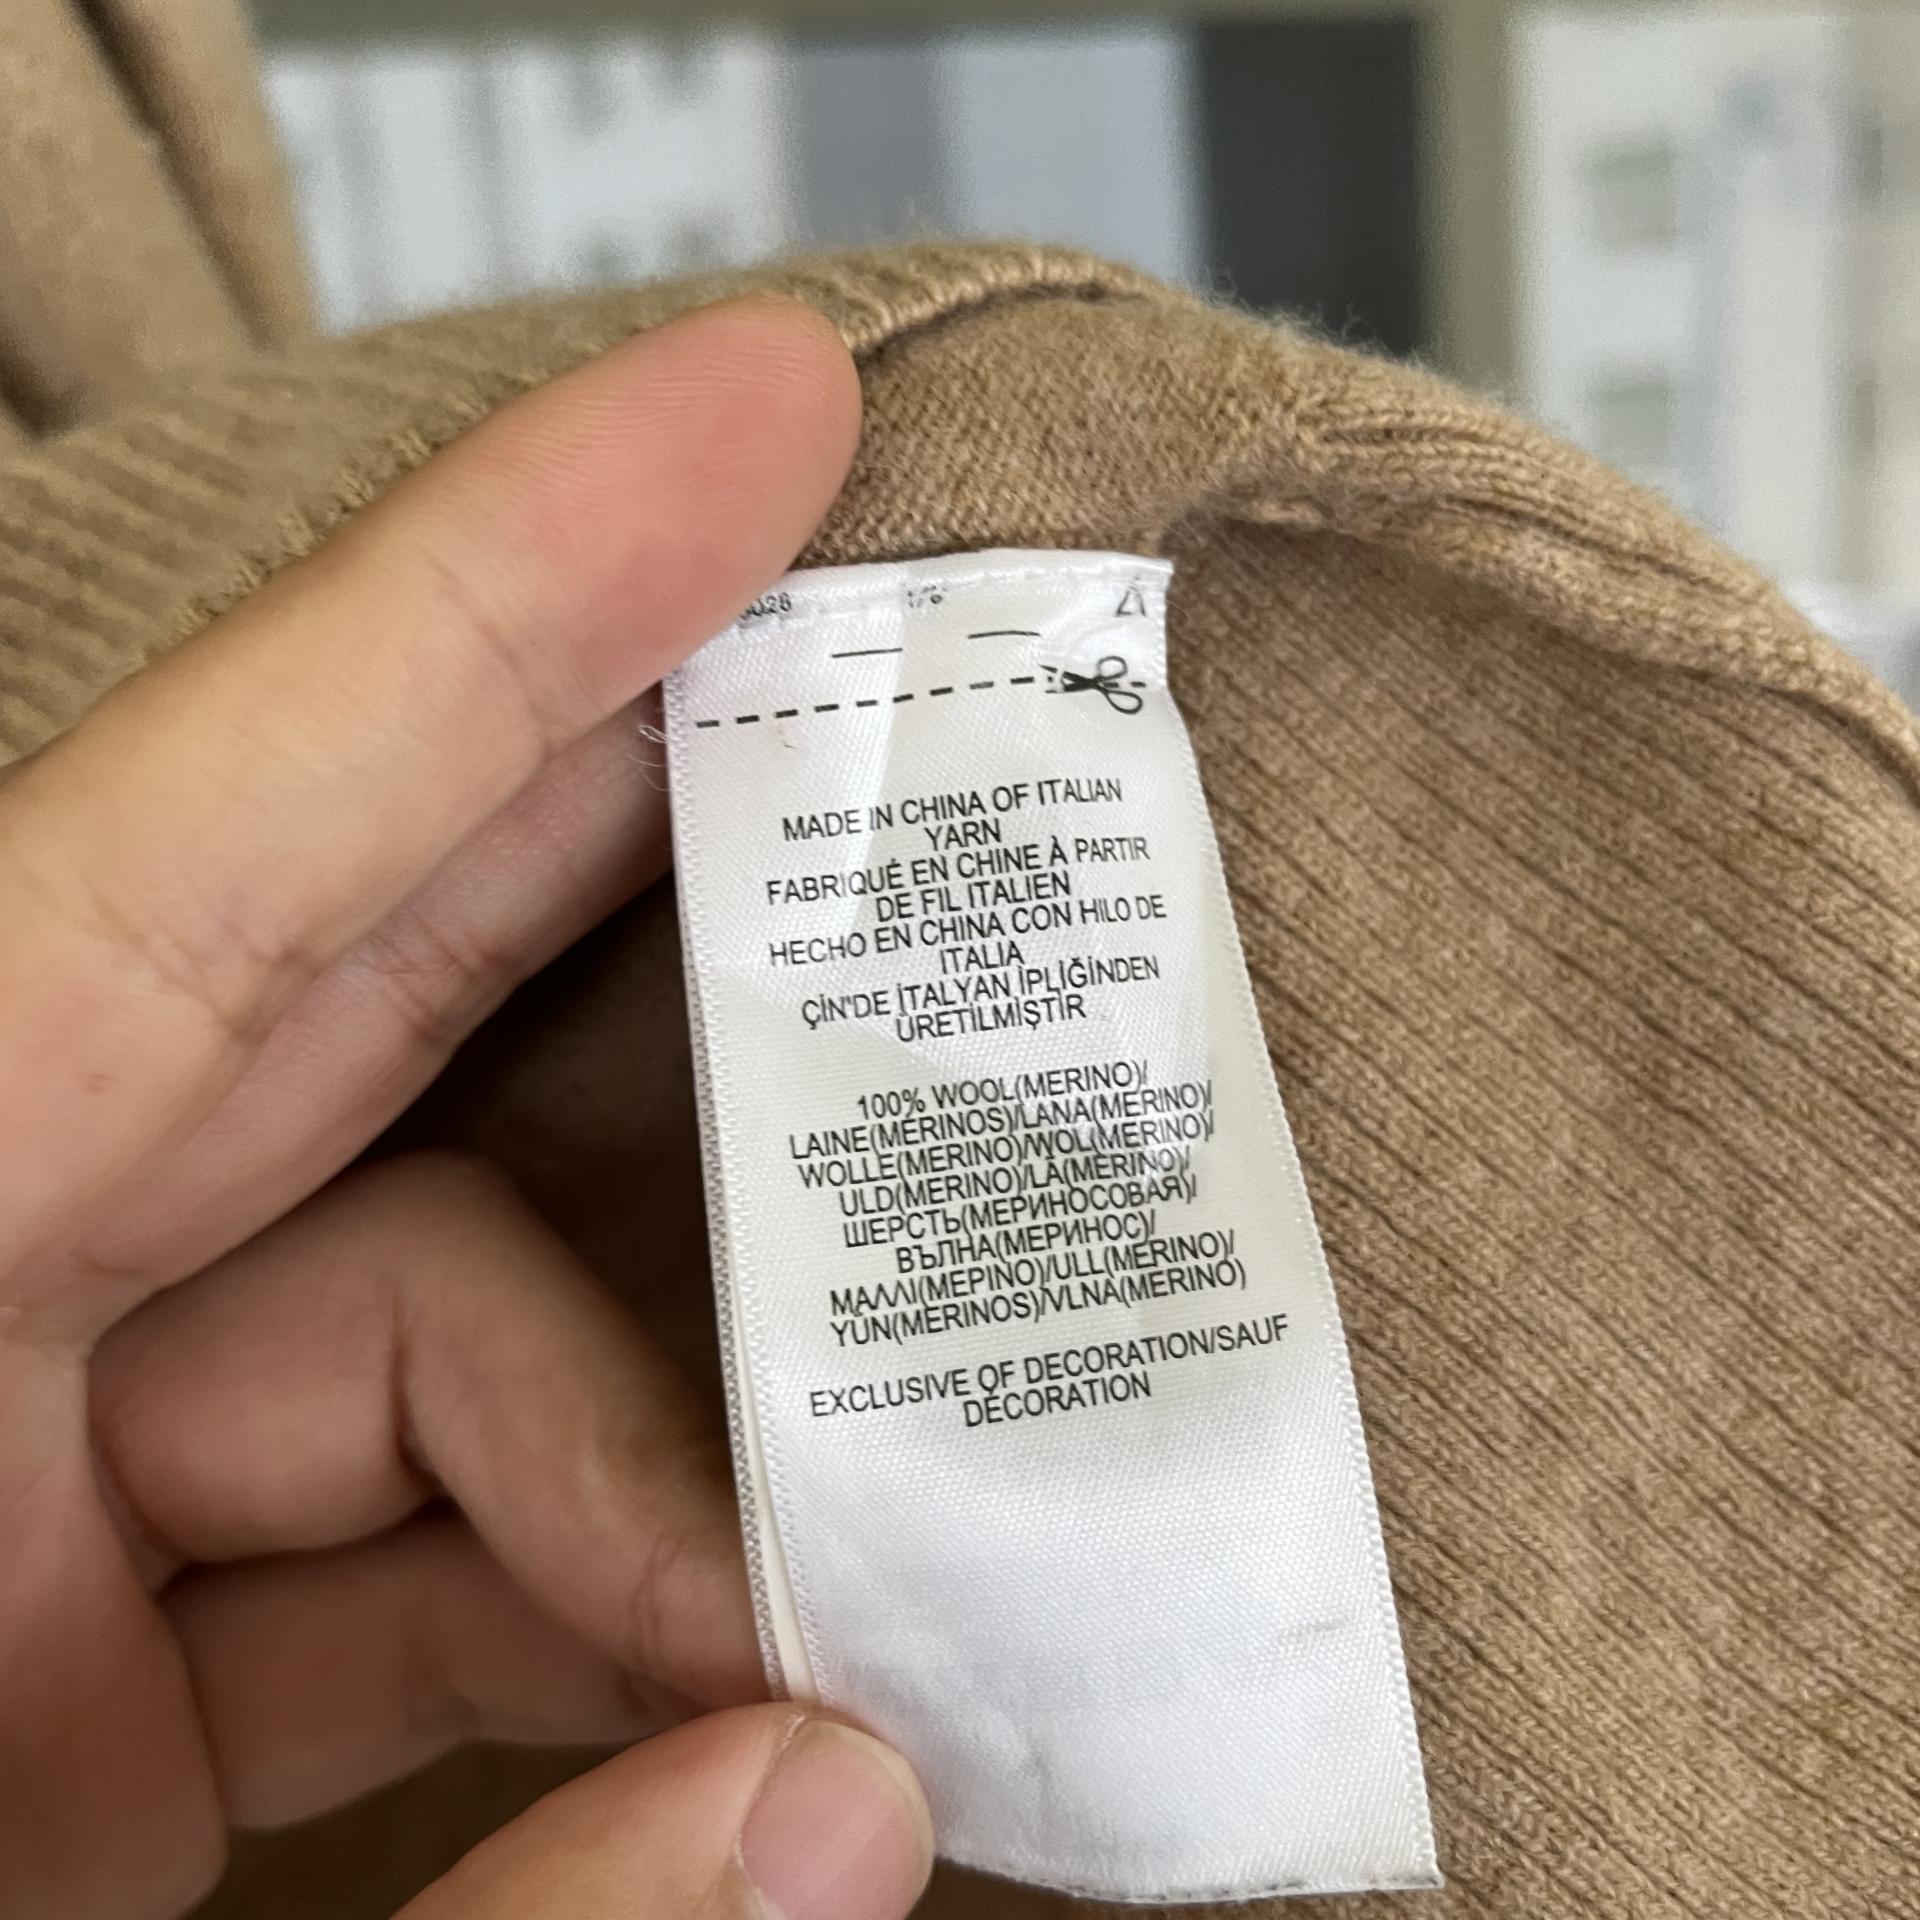 MADE IN CHINA OF ITALIAN
YARN
FABRIQUÉ EN CHINE À PARTIR
DE FIL ITALIEN
HECHO EN CHINA CON HILO DE
ITALIA
ÇİN'DE İTALYAN İPLİĞİNDEN
ÜRETİLMİŞTİR
100% WOOL(MERINO)/
LAINE(MERINOS)/LANA(MERINO)/
WOLLE(MERINO)/WOL(MERINO)/
ULD(MERINO)/LÃ(MERINO)/
ШЕРСТЬ(МЕРИНОСОВАЯ)/
ВЪЛНА(МЕРИНОС)/
ΜΑΛΛΙ(ΜΕΡΙΝΟ)/ULL(MERINO)/
YÜN(MERINOS)/VLNA(MERINO)
EXCLUSIVE OF DECORATION/SAUF
DÉCORATION